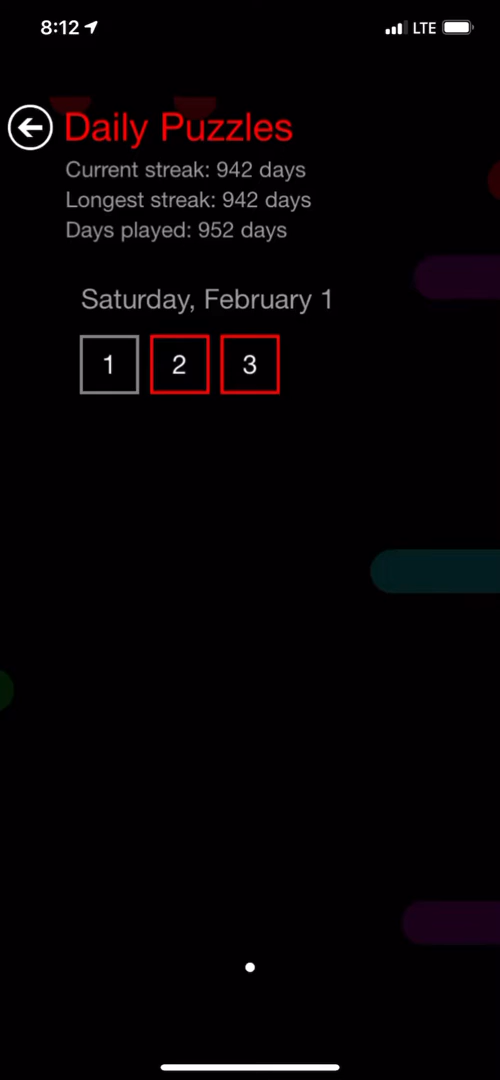 8:12
LTE
Daily Puzzles
Current streak: 942 days
Longest streak: 942 days
Days played: 952 days
Saturday, February 1
1 2 3